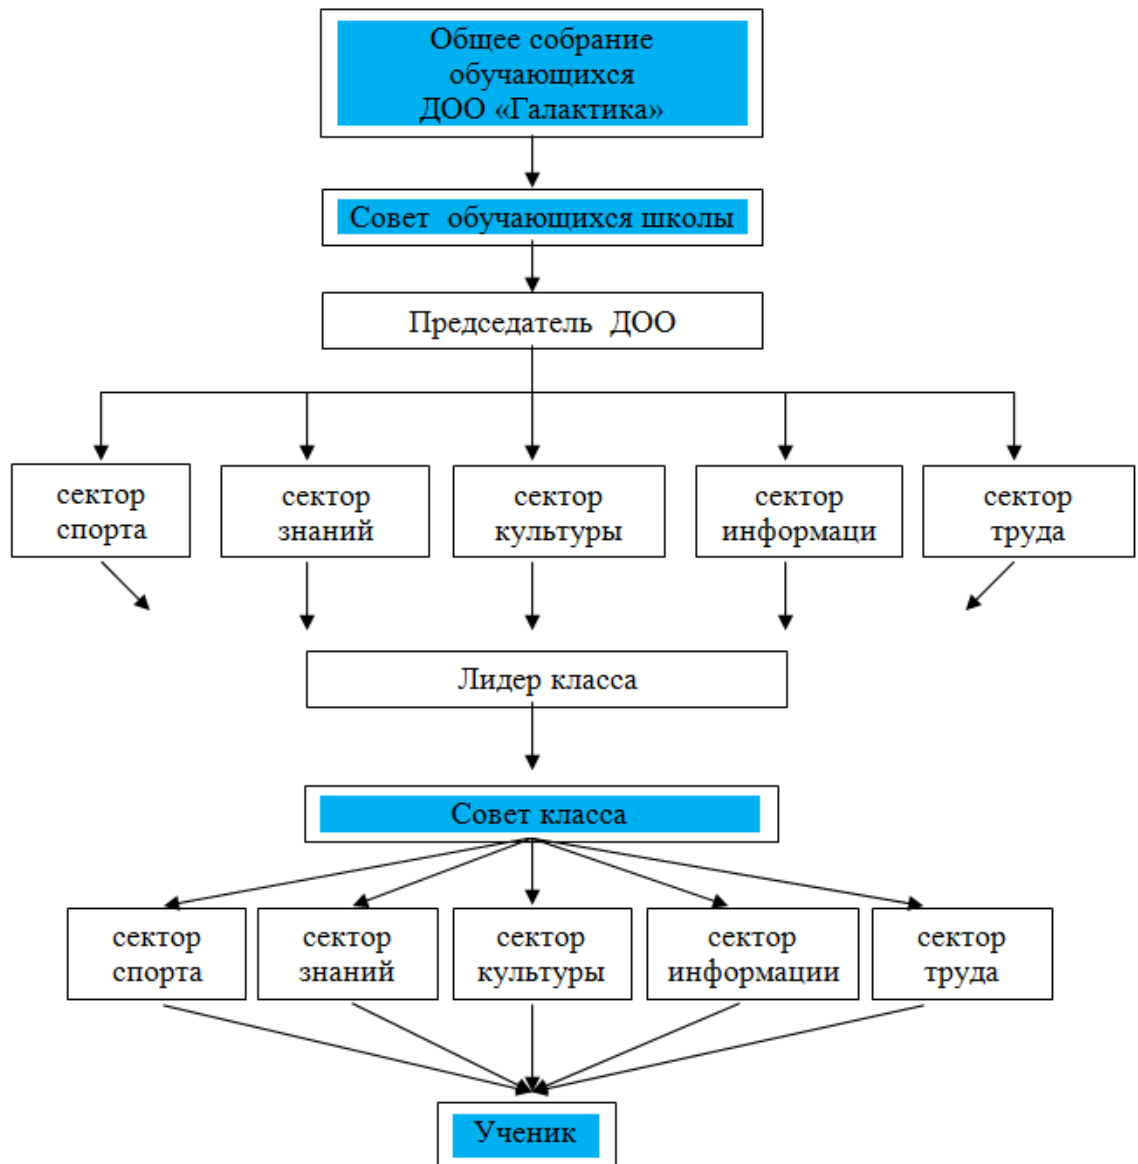 Общее собрание
обучающихся
ДОО «Галактика»
Совет обучающихся школы
Председатель ДОО
сектор
спорта
сектор
знаний
сектор
культуры
сектор
информаци
сектор
труда
Лидер класса
Совет класса
сектор
спорта
сектор
знаний
сектор
культуры
сектор
информации
сектор
труда
Ученик